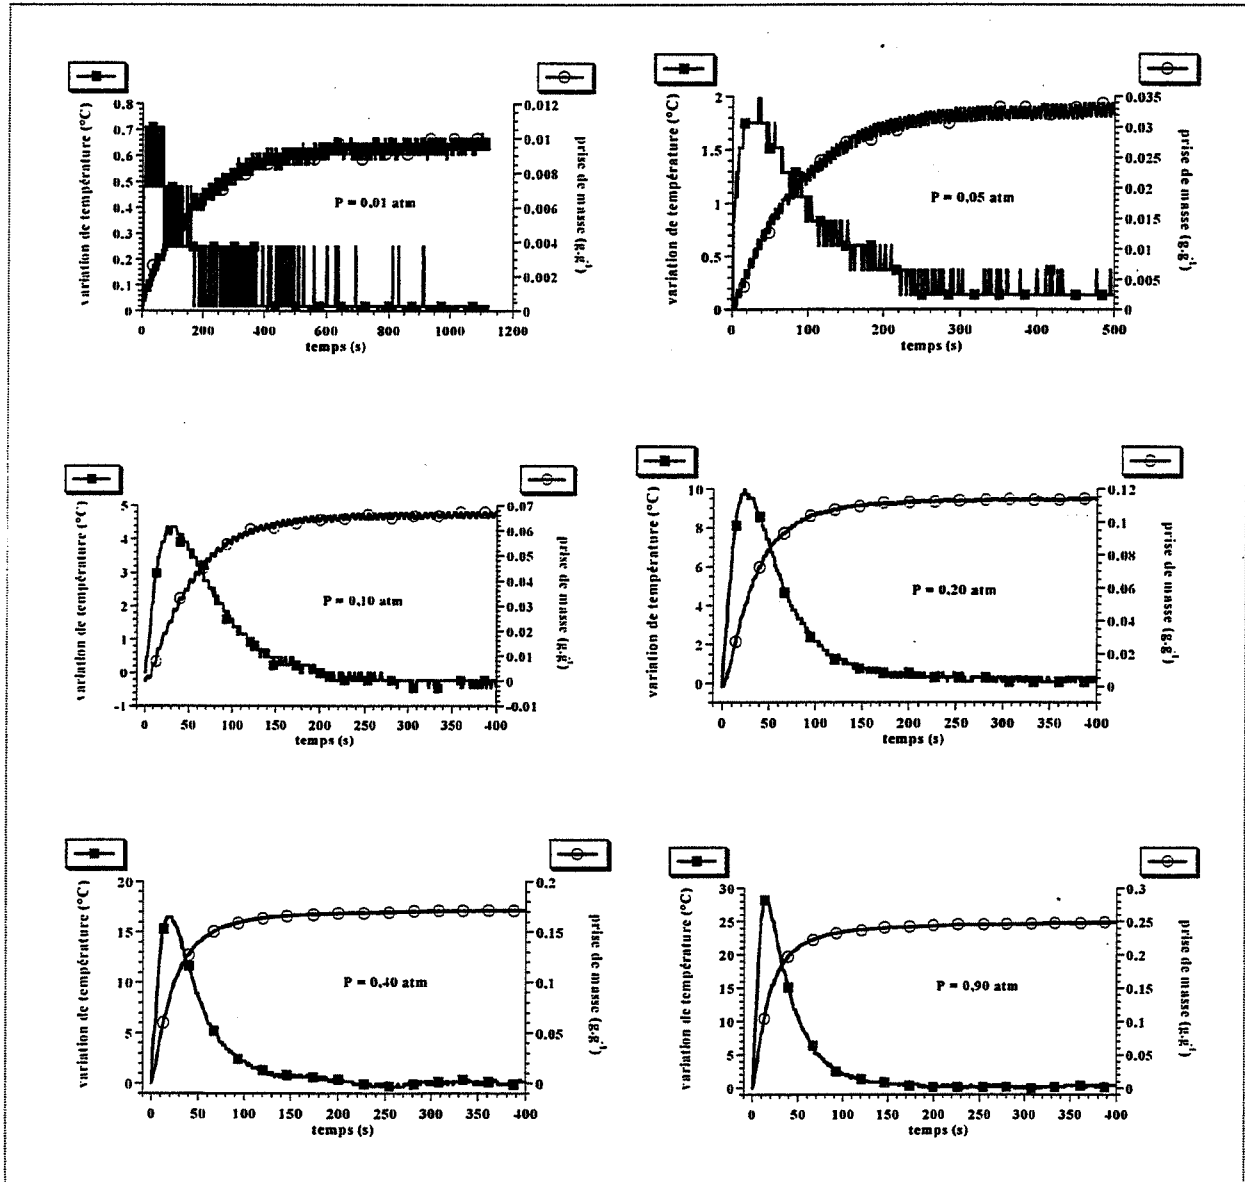 variation de température (°C)
0.8
0.7
0.6
0.5
0.4
0.3
0.2
0.1
0
P = 0,01 atm
0.012
0.010
0.008
0.006
0.004
0.002
0
prise de masse (g.g⁻¹)
0 200 400 600 800 1000 1200
temps (s)
variation de température (°C)
2
1.5
1
0.5
0
P = 0,05 atm
0.035
0.030
0.025
0.020
0.015
0.010
0.005
0
prise de masse (g.g⁻¹)
0 100 200 300 400 500
temps (s)
variation de température (°C)
5
4
3
2
1
0
-1
P = 0,10 atm
0.07
0.06
0.05
0.04
0.03
0.02
0.01
0
-0.01
prise de masse (g.g⁻¹)
0 50 100 150 200 250 300 350 400
temps (s)
variation de température (°C)
10
8
6
4
2
0
P = 0,20 atm
0.12
0.1
0.08
0.06
0.04
0.02
0
prise de masse (g.g⁻¹)
0 50 100 150 200 250 300 350 400
temps (s)
variation de température (°C)
20
15
10
5
0
P = 0,40 atm
0.2
0.15
0.1
0.05
0
prise de masse (g.g⁻¹)
0 50 100 150 200 250 300 350 400
temps (s)
variation de température (°C)
30
25
20
15
10
5
0
P = 0,90 atm
0.3
0.25
0.2
0.15
0.1
0.05
0
prise de masse (g.g⁻¹)
0 50 100 150 200 250 300 350 400
temps (s)